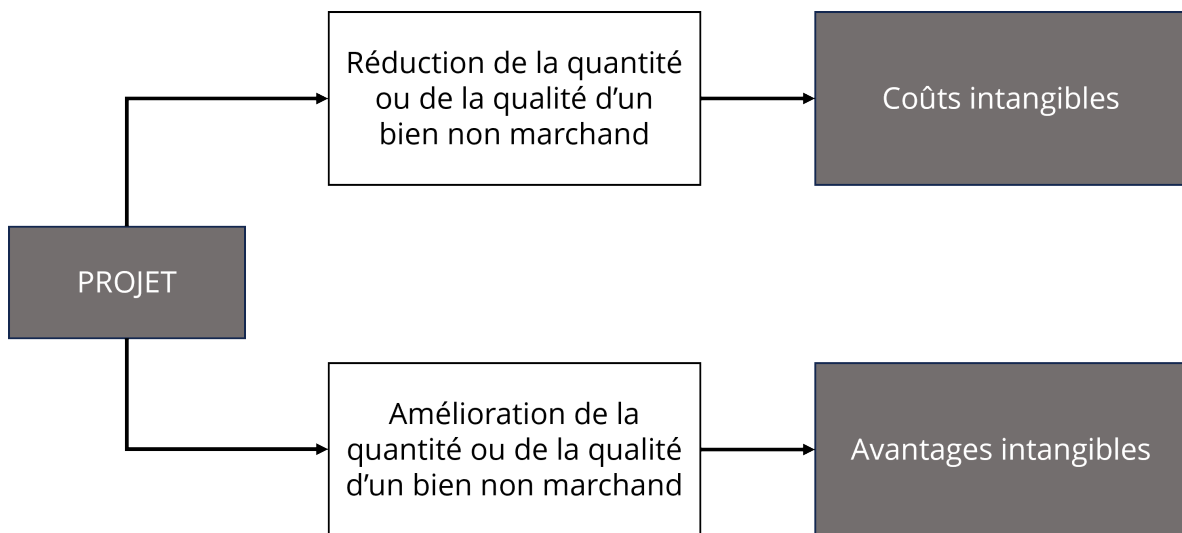 Réduction de la quantité
ou de la qualité d’un
bien non marchand
Coûts intangibles
PROJET
Amélioration de la
quantité ou de la qualité
d’un bien non marchand
Avantages intangibles